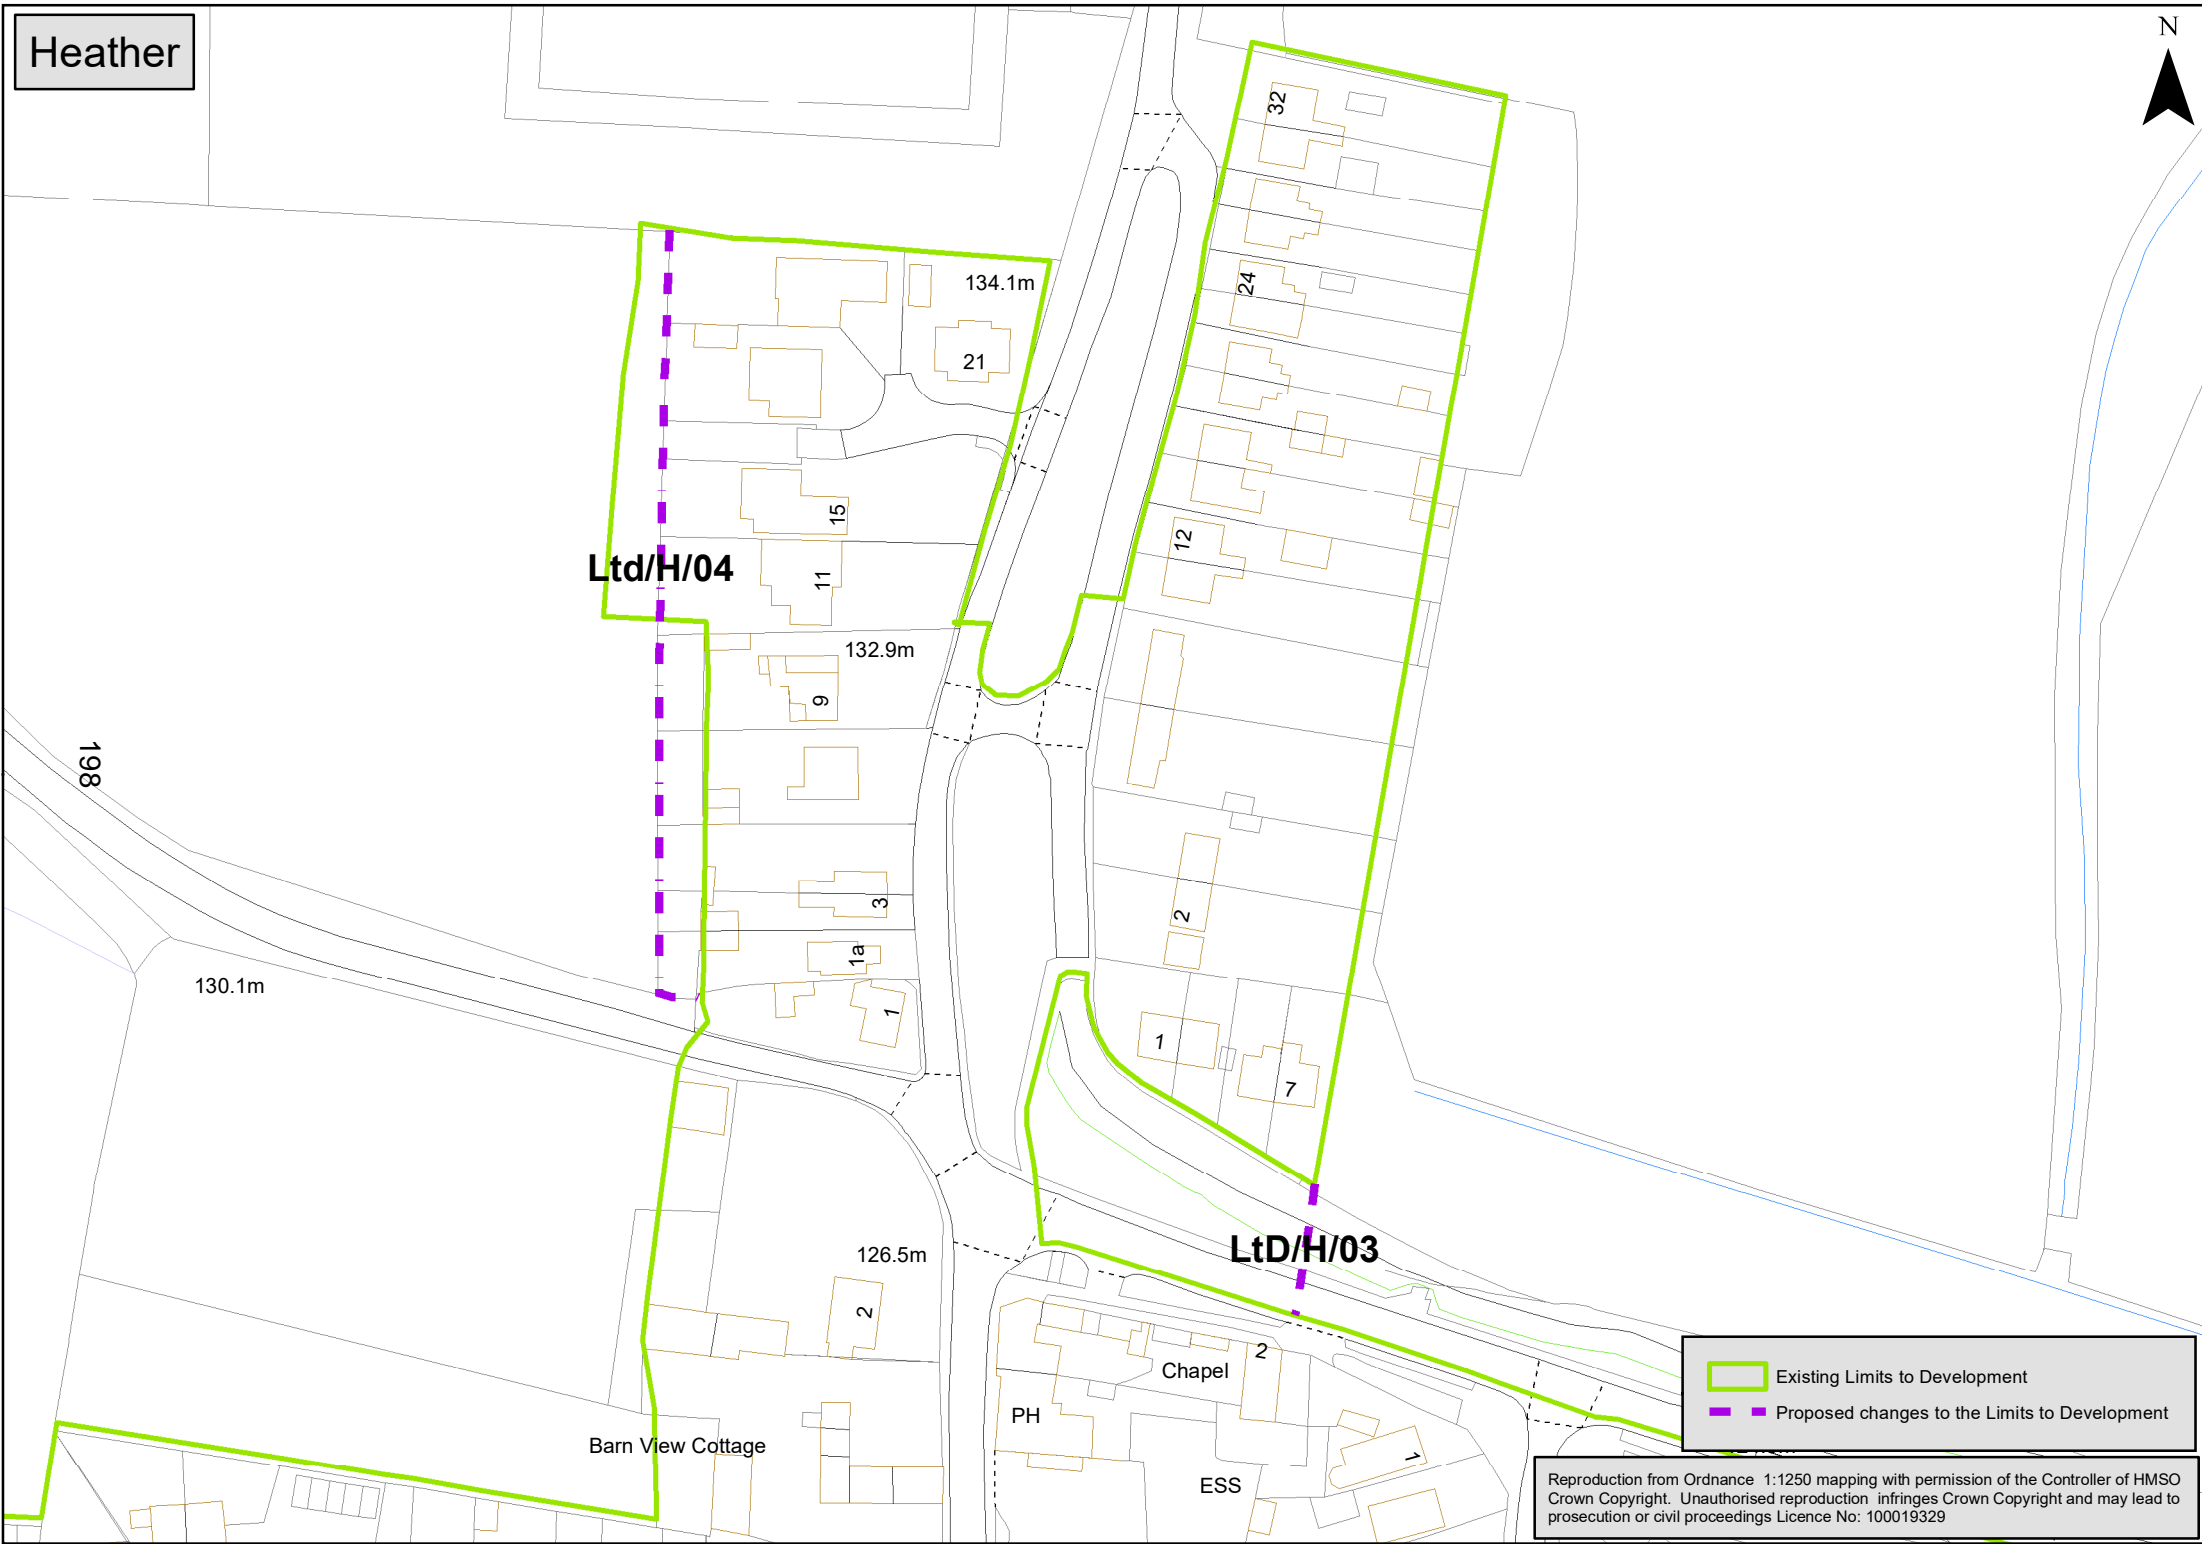 Heather
N
32
134.1m
24
21
15
12
Ltd/H/04
11
132.9m
9
198
3
2
1a
130.1m
1
1
7
LtD/H/03
126.5m
2
2
Chapel
Existing Limits to Development
PH
Proposed changes to the Limits to Development
Barn View Cottage
1
ESS
Reproduction from Ordnance 1:1250 mapping with permission of the Controller of HMSO
Crown Copyright. Unauthorised reproduction infringes Crown Copyright and may lead to
prosecution or civil proceedings Licence No: 100019329